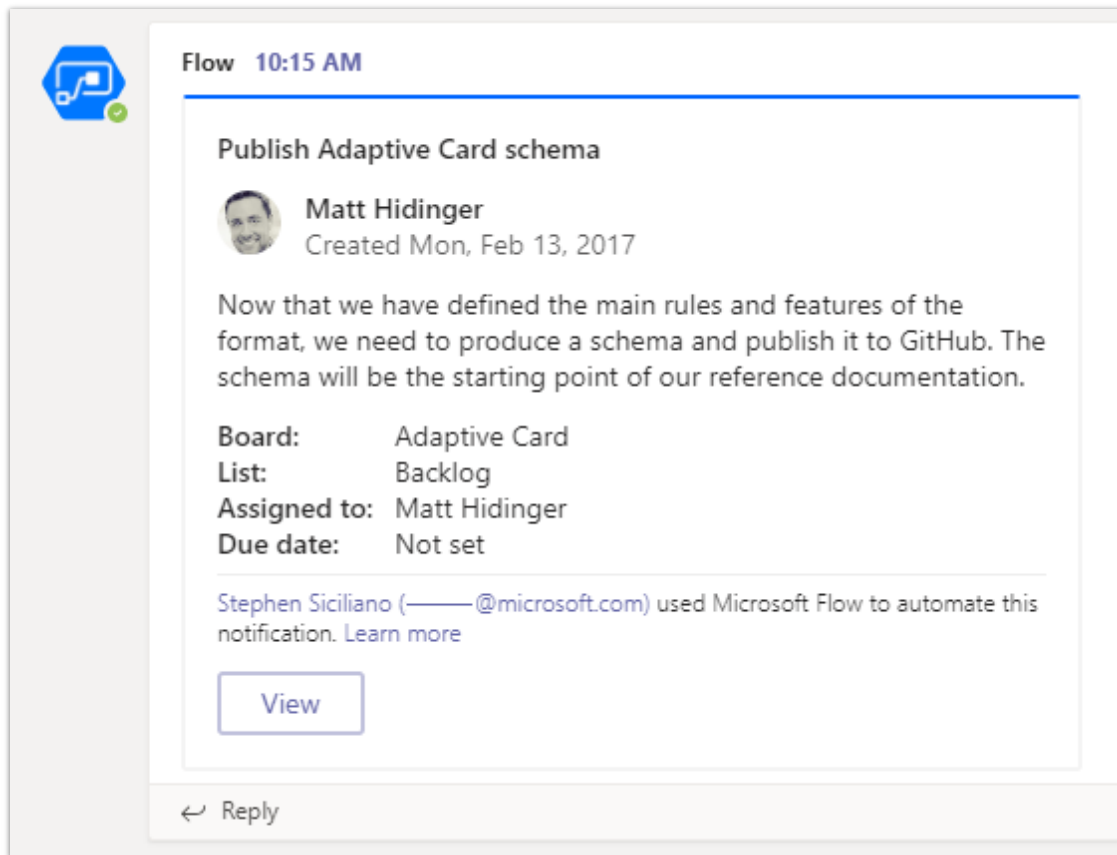 Flow 10:15 AM
Publish Adaptive Card schema
Matt Hidinger
Created Mon, Feb 13, 2017
Now that we have defined the main rules and features of the
format, we need to produce a schema and publish it to GitHub. The
schema will be the starting point of our reference documentation.
Board: Adaptive Card
List: Backlog
Assigned to: Matt Hidinger
Due date: Not set
Stephen Siciliano (———@microsoft.com) used Microsoft Flow to automate this
notification. Learn more
View
Reply